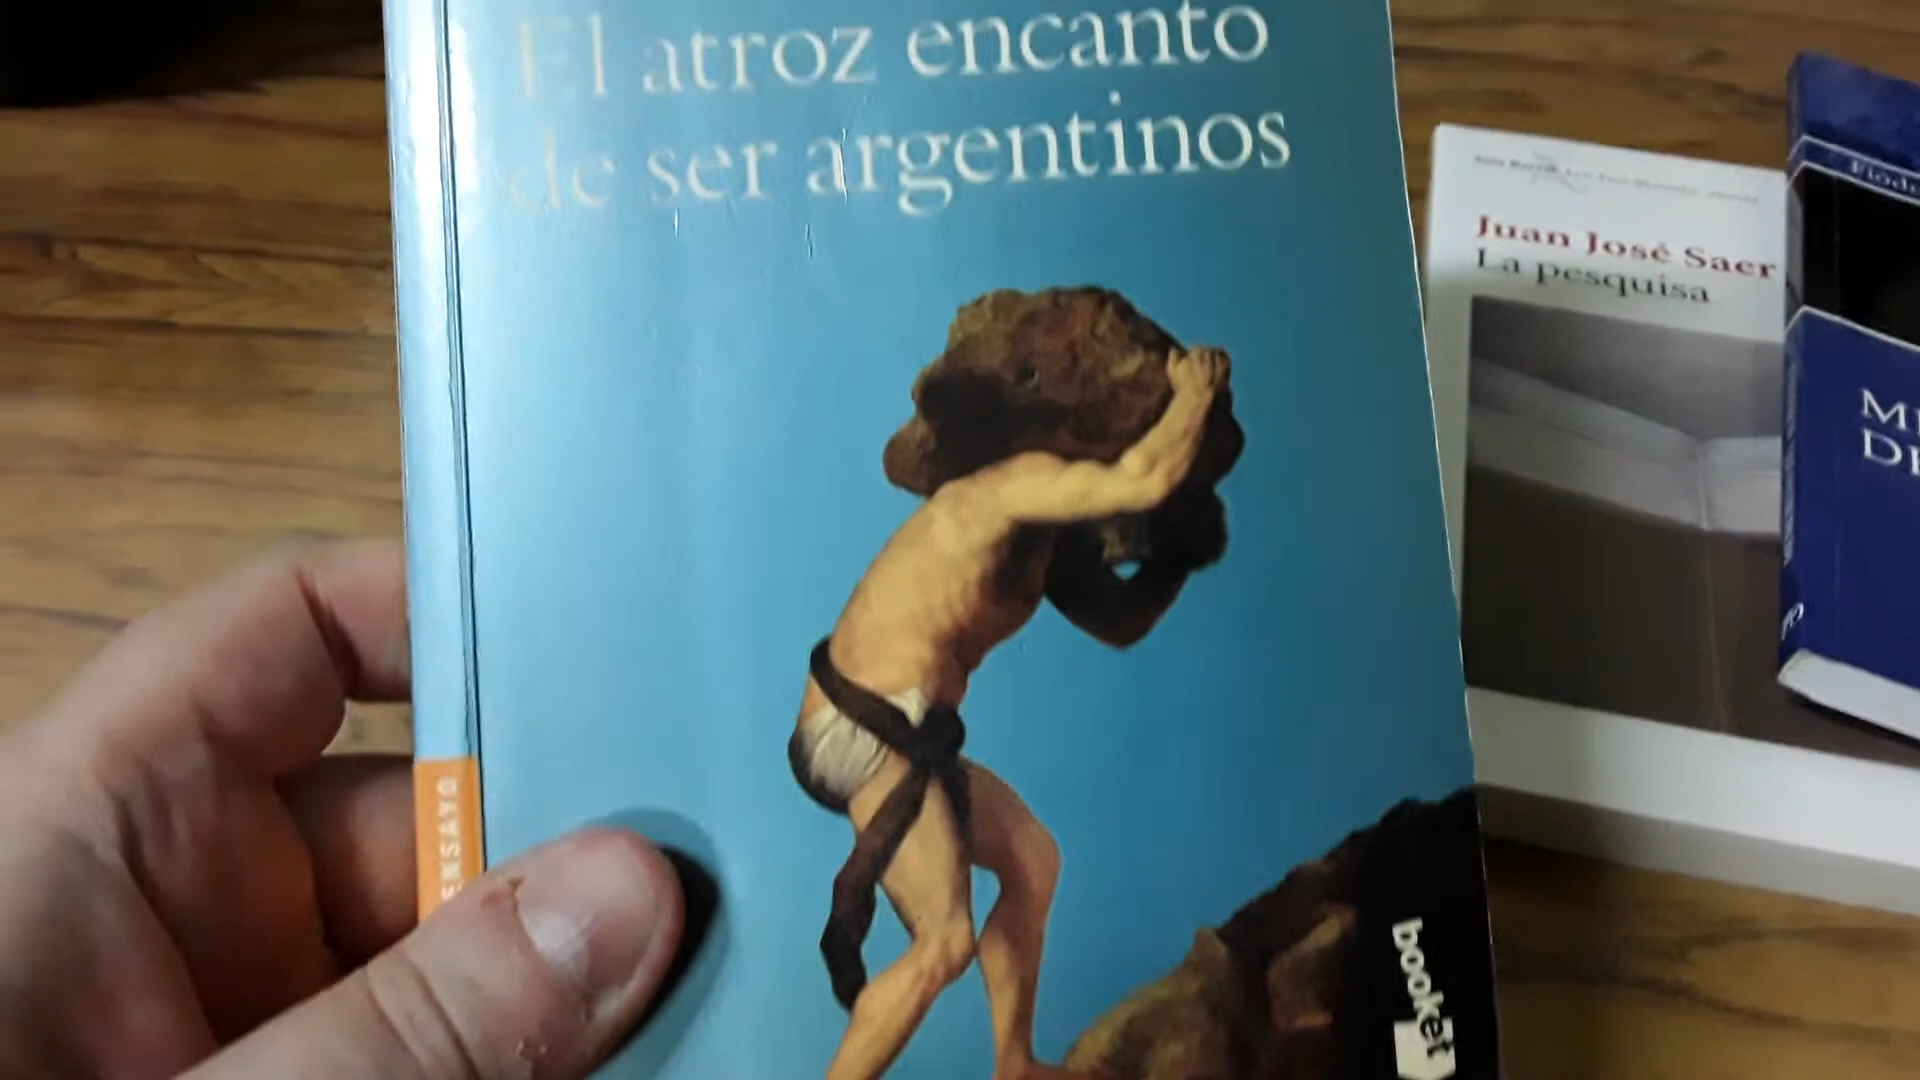 El atroz encanto
de ser argentinos
ENSAYO
booket
Juan José Saer
La pesquisa